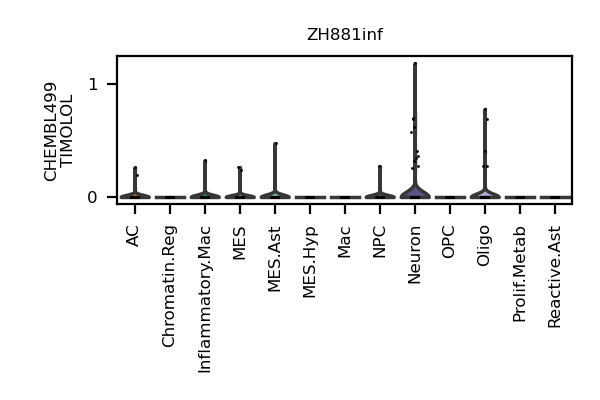 ZH881inf
CHEMBL499
TIMOLOL
1
0
AC
Chromatin.Reg
Inflammatory.Mac
MES
MES.Ast
MES.Hyp
Mac
NPC
Neuron
OPC
Oligo
Prolif.Metab
Reactive.Ast